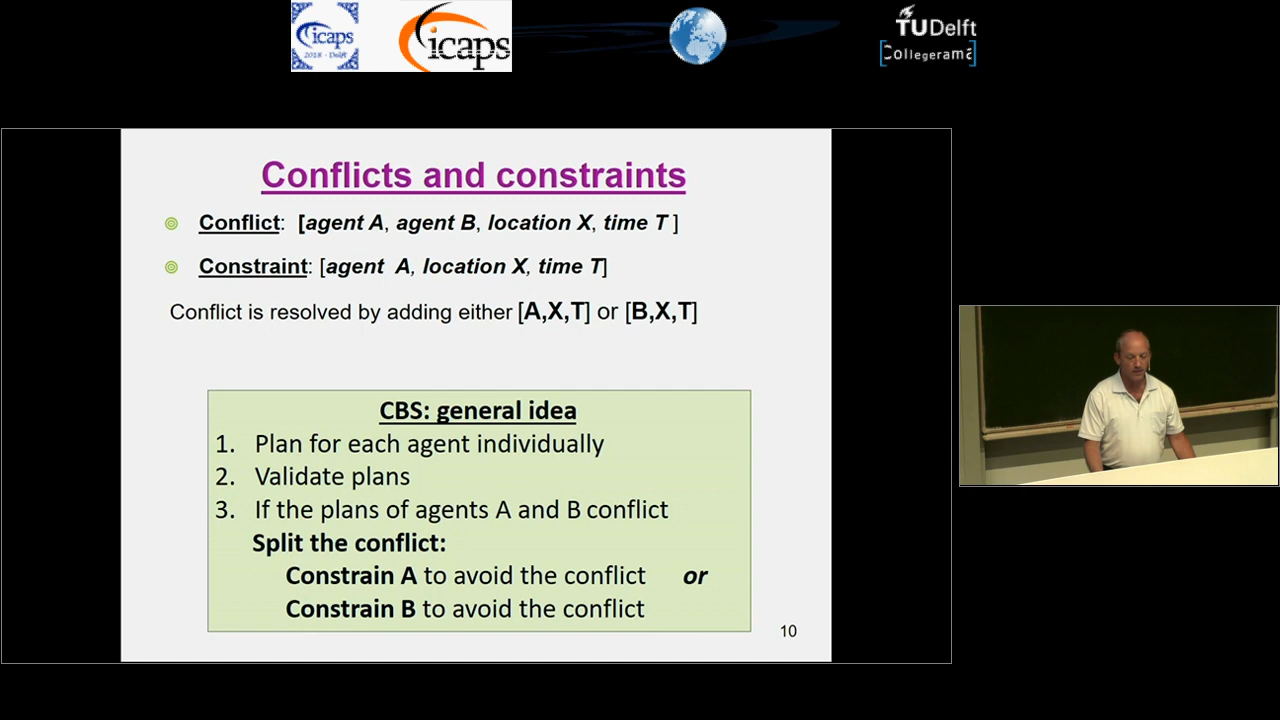 icaps
2018 - Delft
icaps
TUDelft
Collegerama
Conflicts and constraints
Conflict: [agent A, agent B, location X, time T ]
Constraint: [agent A, location X, time T]
Conflict is resolved by adding either [A,X,T] or [B,X,T]
CBS: general idea
1. Plan for each agent individually
2. Validate plans
3. If the plans of agents A and B conflict
Split the conflict:
Constrain A to avoid the conflict or
Constrain B to avoid the conflict
10